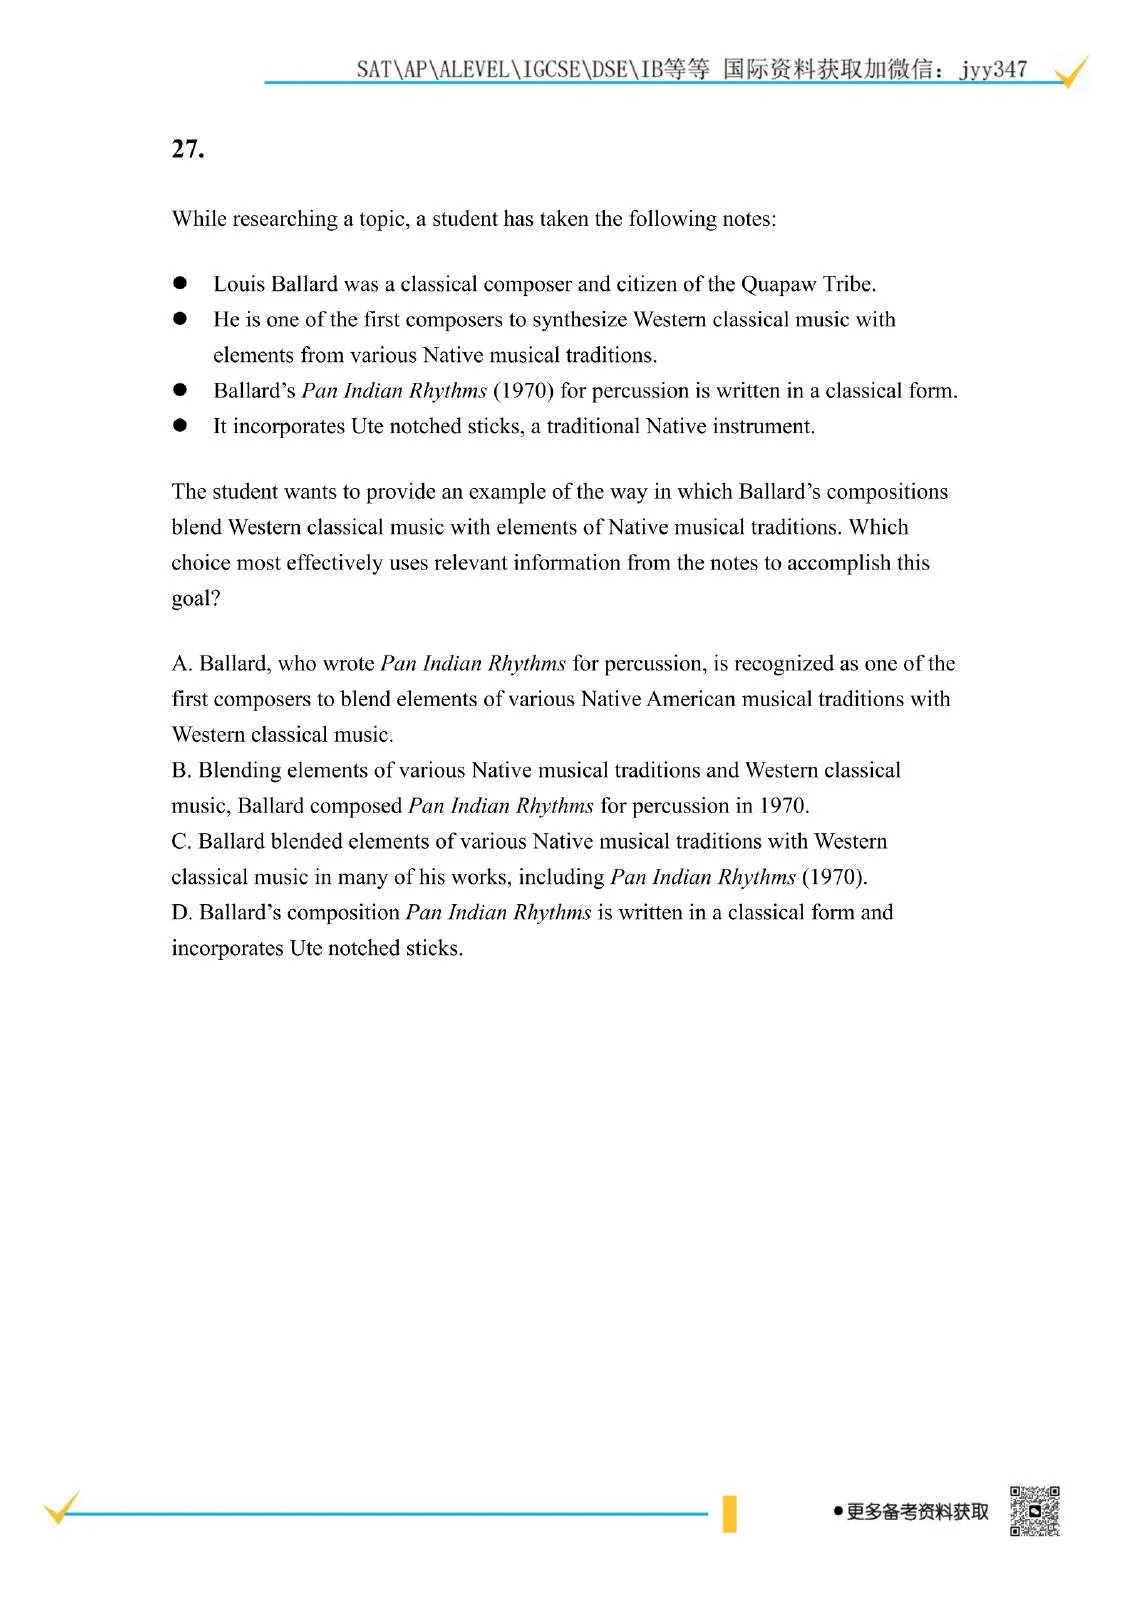 SAT\AP\ALEVEL\IGCSE\DSE\IB等等 国际资料获取加微信：jyy347
27.
While researching a topic, a student has taken the following notes:
● Louis Ballard was a classical composer and citizen of the Quapaw Tribe.
● He is one of the first composers to synthesize Western classical music with
elements from various Native musical traditions.
● Ballard’s Pan Indian Rhythms (1970) for percussion is written in a classical form.
● It incorporates Ute notched sticks, a traditional Native instrument.
The student wants to provide an example of the way in which Ballard’s compositions
blend Western classical music with elements of Native musical traditions. Which
choice most effectively uses relevant information from the notes to accomplish this
goal?
A. Ballard, who wrote Pan Indian Rhythms for percussion, is recognized as one of the
first composers to blend elements of various Native American musical traditions with
Western classical music.
B. Blending elements of various Native musical traditions and Western classical
music, Ballard composed Pan Indian Rhythms for percussion in 1970.
C. Ballard blended elements of various Native musical traditions with Western
classical music in many of his works, including Pan Indian Rhythms (1970).
D. Ballard’s composition Pan Indian Rhythms is written in a classical form and
incorporates Ute notched sticks.
●更多备考资料获取